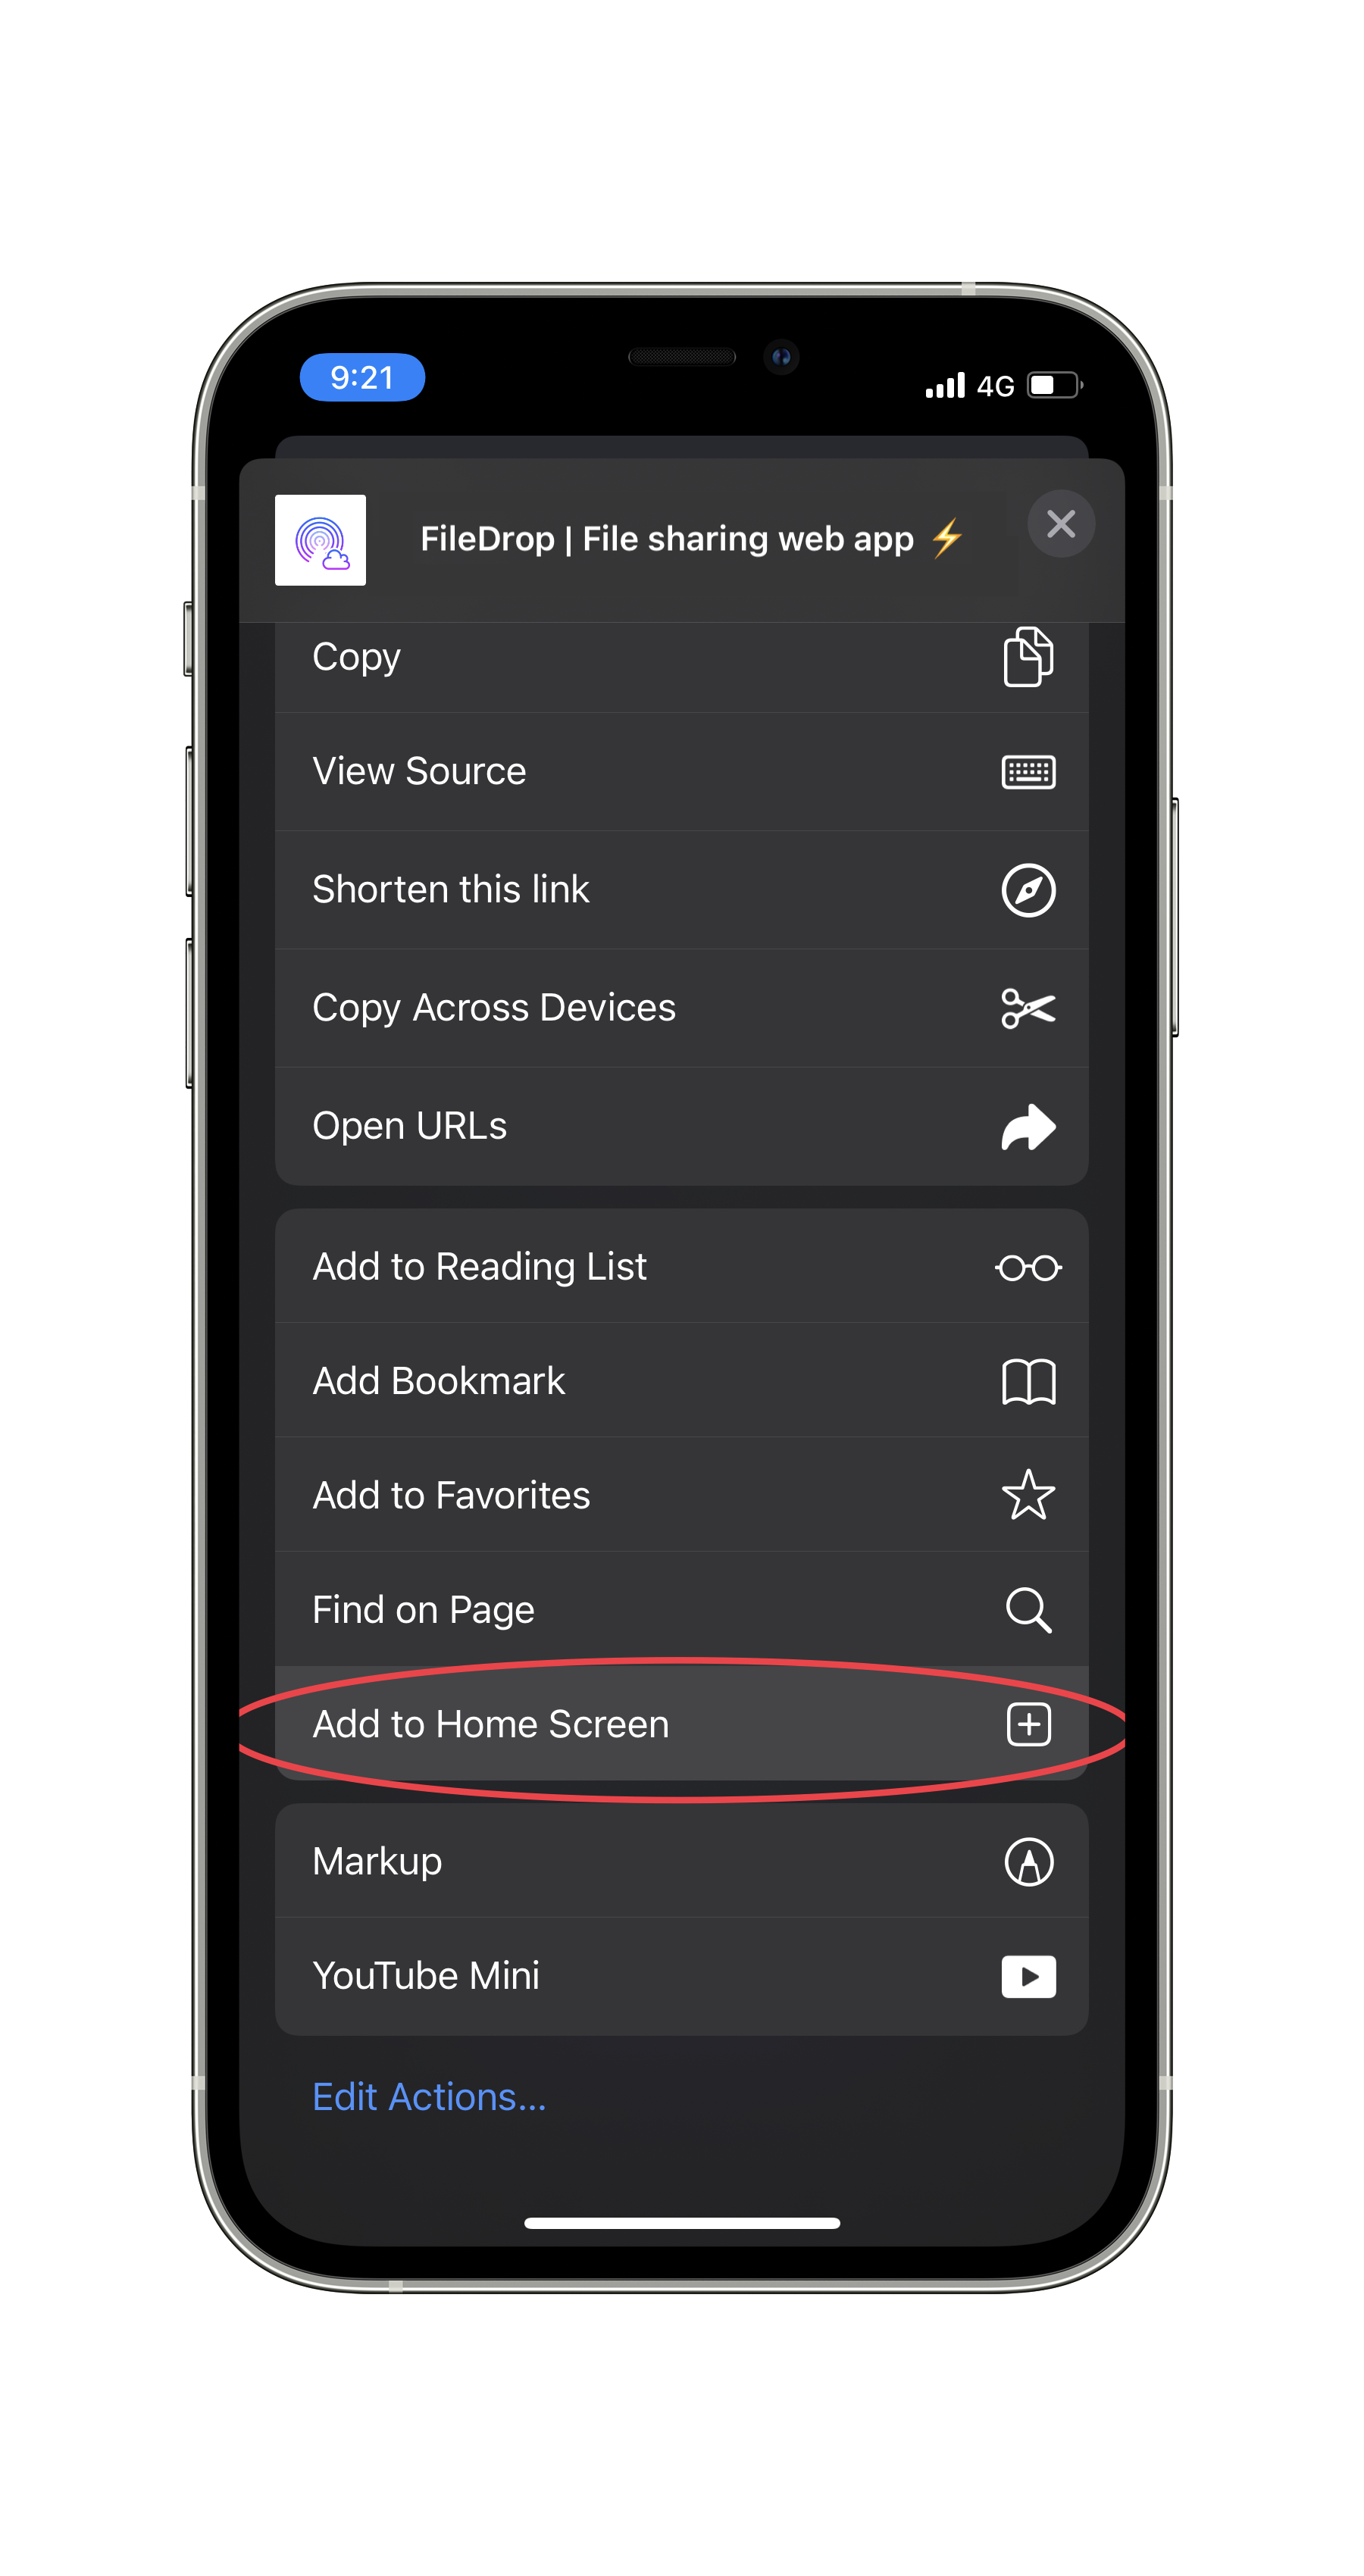 9:21
4G
FileDrop | File sharing web app ⚡
Copy
View Source
Shorten this link
Copy Across Devices
Open URLs
Add to Reading List
Add Bookmark
Add to Favorites
Find on Page
Add to Home Screen
Markup
YouTube Mini
Edit Actions...